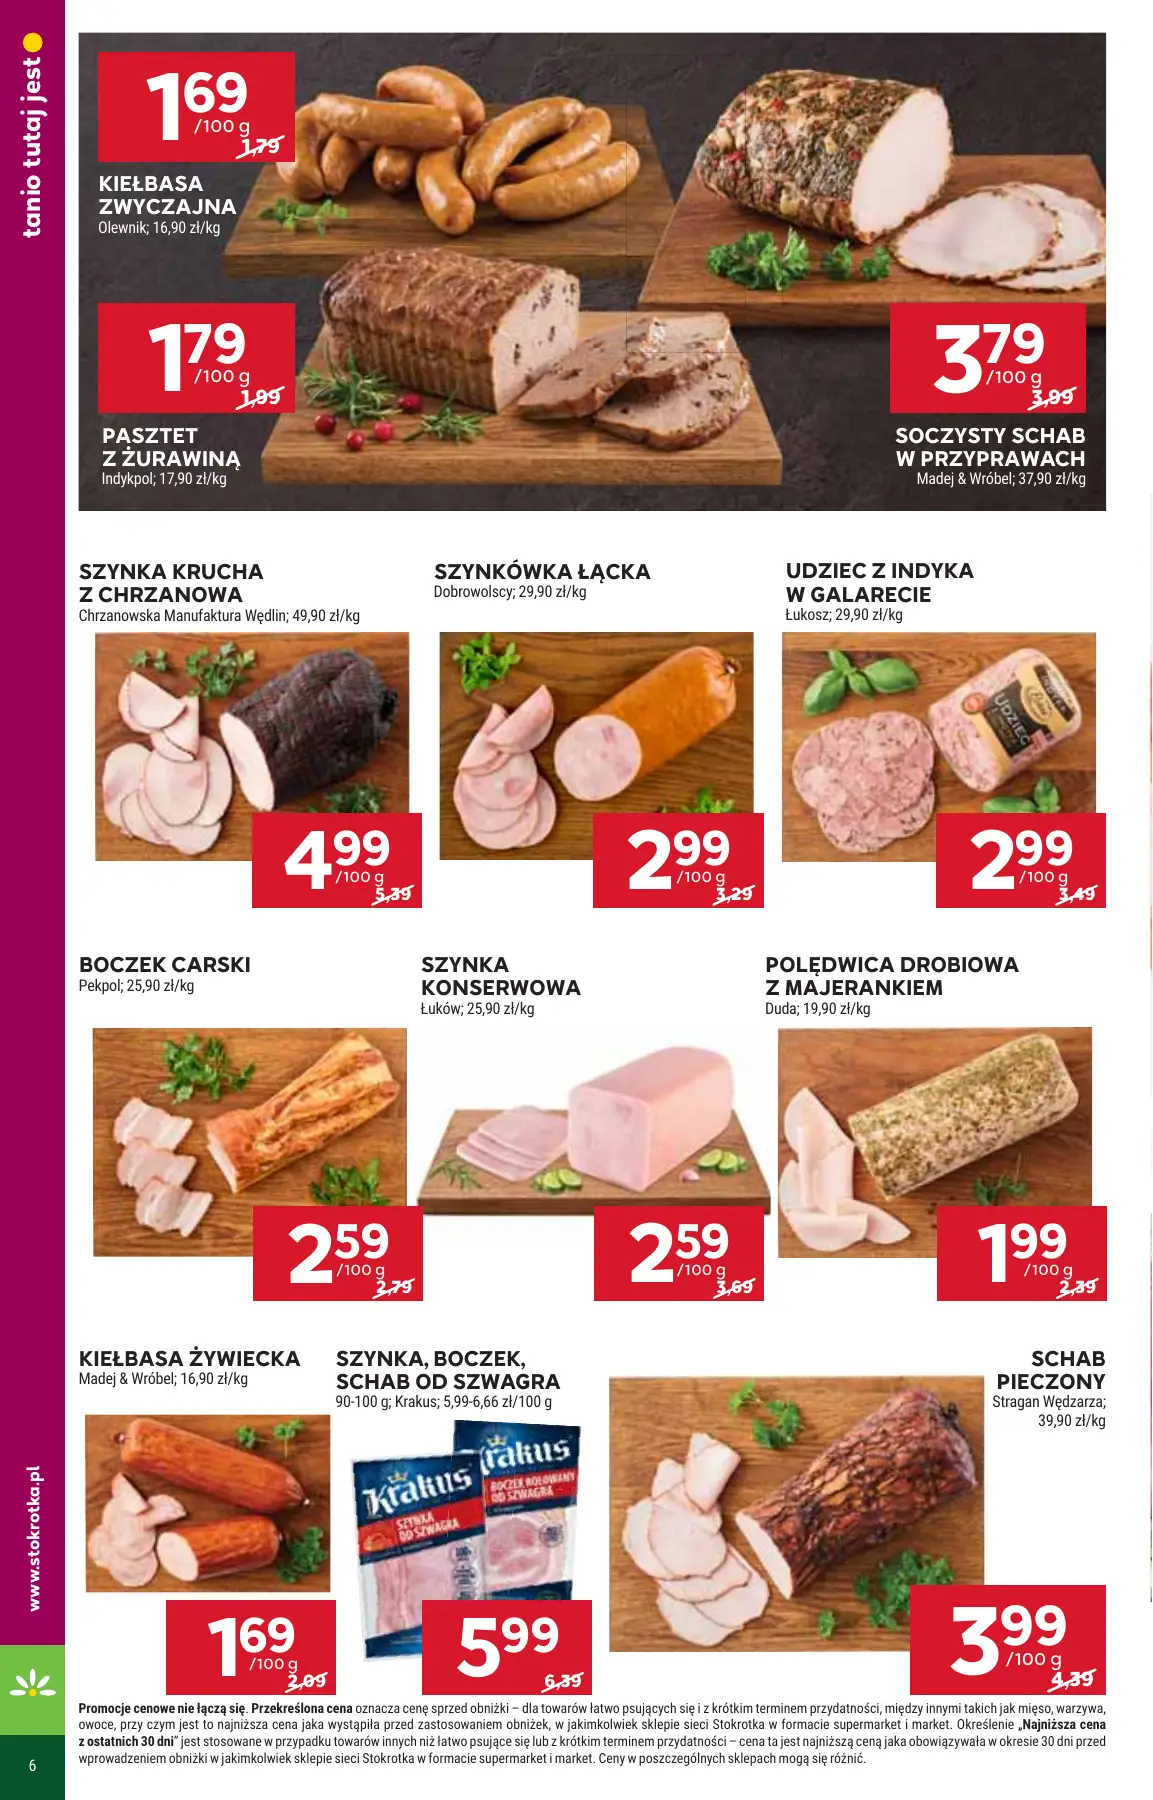 tanio tutaj jest
1 69
/100 g
1,79
KIEŁBASA
ZWYCZAJNA
Olewnik; 16,90 zł/kg
1 79
/100 g
1,99
PASZTET
Z ŻURAWINĄ
Indykpol; 17,90 zł/kg
3 79
/100 g
3,99
SOCZYSTY SCHAB
W PRZYPRAWACH
Madej & Wróbel; 37,90 zł/kg
SZYNKA KRUCHA
Z CHRZANOWA
Chrzanowska Manufaktura Wędlin; 49,90 zł/kg
4 99
/100 g
5,39
SZYNKÓWKA ŁĄCKA
Dobrowolscy; 29,90 zł/kg
2 99
/100 g
3,29
UDZIEC Z INDYKA
W GALARECIE
Łukosz; 29,90 zł/kg
UDZIEC
2 99
/100 g
3,49
BOCZEK CARSKI
Pekpol; 25,90 zł/kg
2 59
/100 g
2,79
SZYNKA
KONSERWOWA
Łuków; 25,90 zł/kg
2 59
/100 g
3,69
POLĘDWICA DROBIOWA
Z MAJERANKIEM
Duda; 19,90 zł/kg
1 99
/100 g
2,39
KIEŁBASA ŻYWIECKA
Madej & Wróbel; 16,90 zł/kg
1 69
/100 g
2,09
SZYNKA, BOCZEK,
SCHAB OD SZWAGRA
90-100 g; Krakus; 5,99-6,66 zł/100 g
Krakus
SZYNKA
OD SZWAGRA
Krakus
BOCZEK ROLOWANY
OD SZWAGRA
5 99
6,39
SCHAB
PIECZONY
Stragan Wędzarza;
39,90 zł/kg
3 99
/100 g
4,39
Promocje cenowe nie łączą się. Przekreślona cena oznacza cenę sprzed obniżki – dla towarów łatwo psujących się i z krótkim terminem przydatności, między innymi takich jak mięso, warzywa,
owoce, przy czym jest to najniższa cena jaka wystąpiła przed zastosowaniem obniżek, w jakimkolwiek sklepie sieci Stokrotka w formacie supermarket i market. Określenie „Najniższa cena
z ostatnich 30 dni” jest stosowane w przypadku towarów innych niż łatwo psujące się lub z krótkim terminem przydatności – cena ta jest najniższą ceną jaka obowiązywała w okresie 30 dni przed
wprowadzeniem obniżki w jakimkolwiek sklepie sieci Stokrotka w formacie supermarket i market. Ceny w poszczególnych sklepach mogą się różnić.
www.stokrotka.pl
6